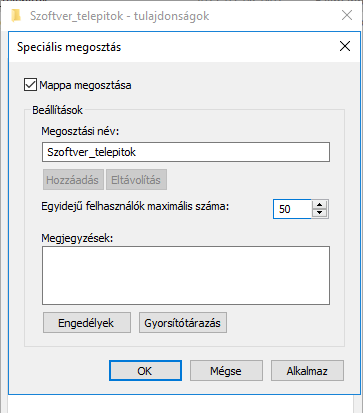 Szoftver_telepitok - tulajdonságok
Speciális megosztás
Mappa megosztása
Beállítások
Megosztási név:
Szoftver_telepitok
Hozzáadás Eltávolítás
Egyidejű felhasználók maximális száma: 50
Megjegyzések:
Engedélyek Gyorsítótárazás
OK Mégse Alkalmaz